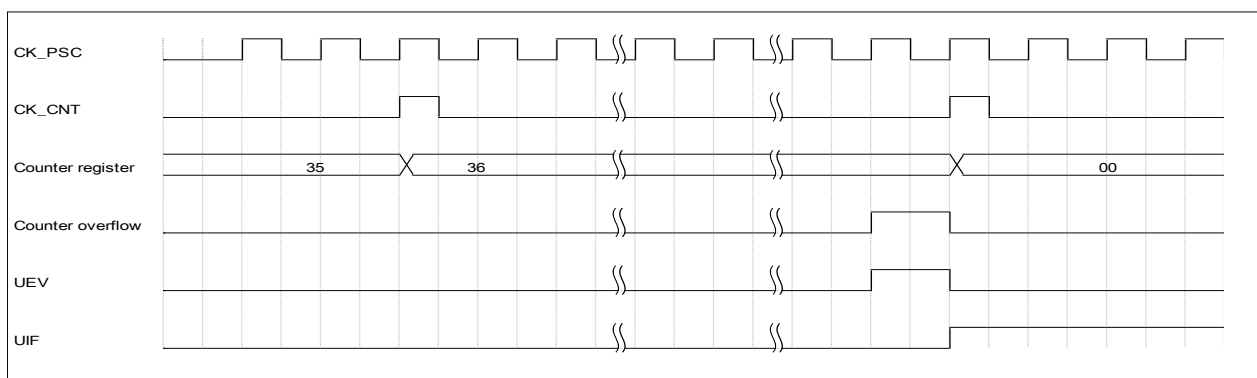 CK_PSC
CK_CNT
Counter register 35 36 00
Counter overflow
UEV
UIF